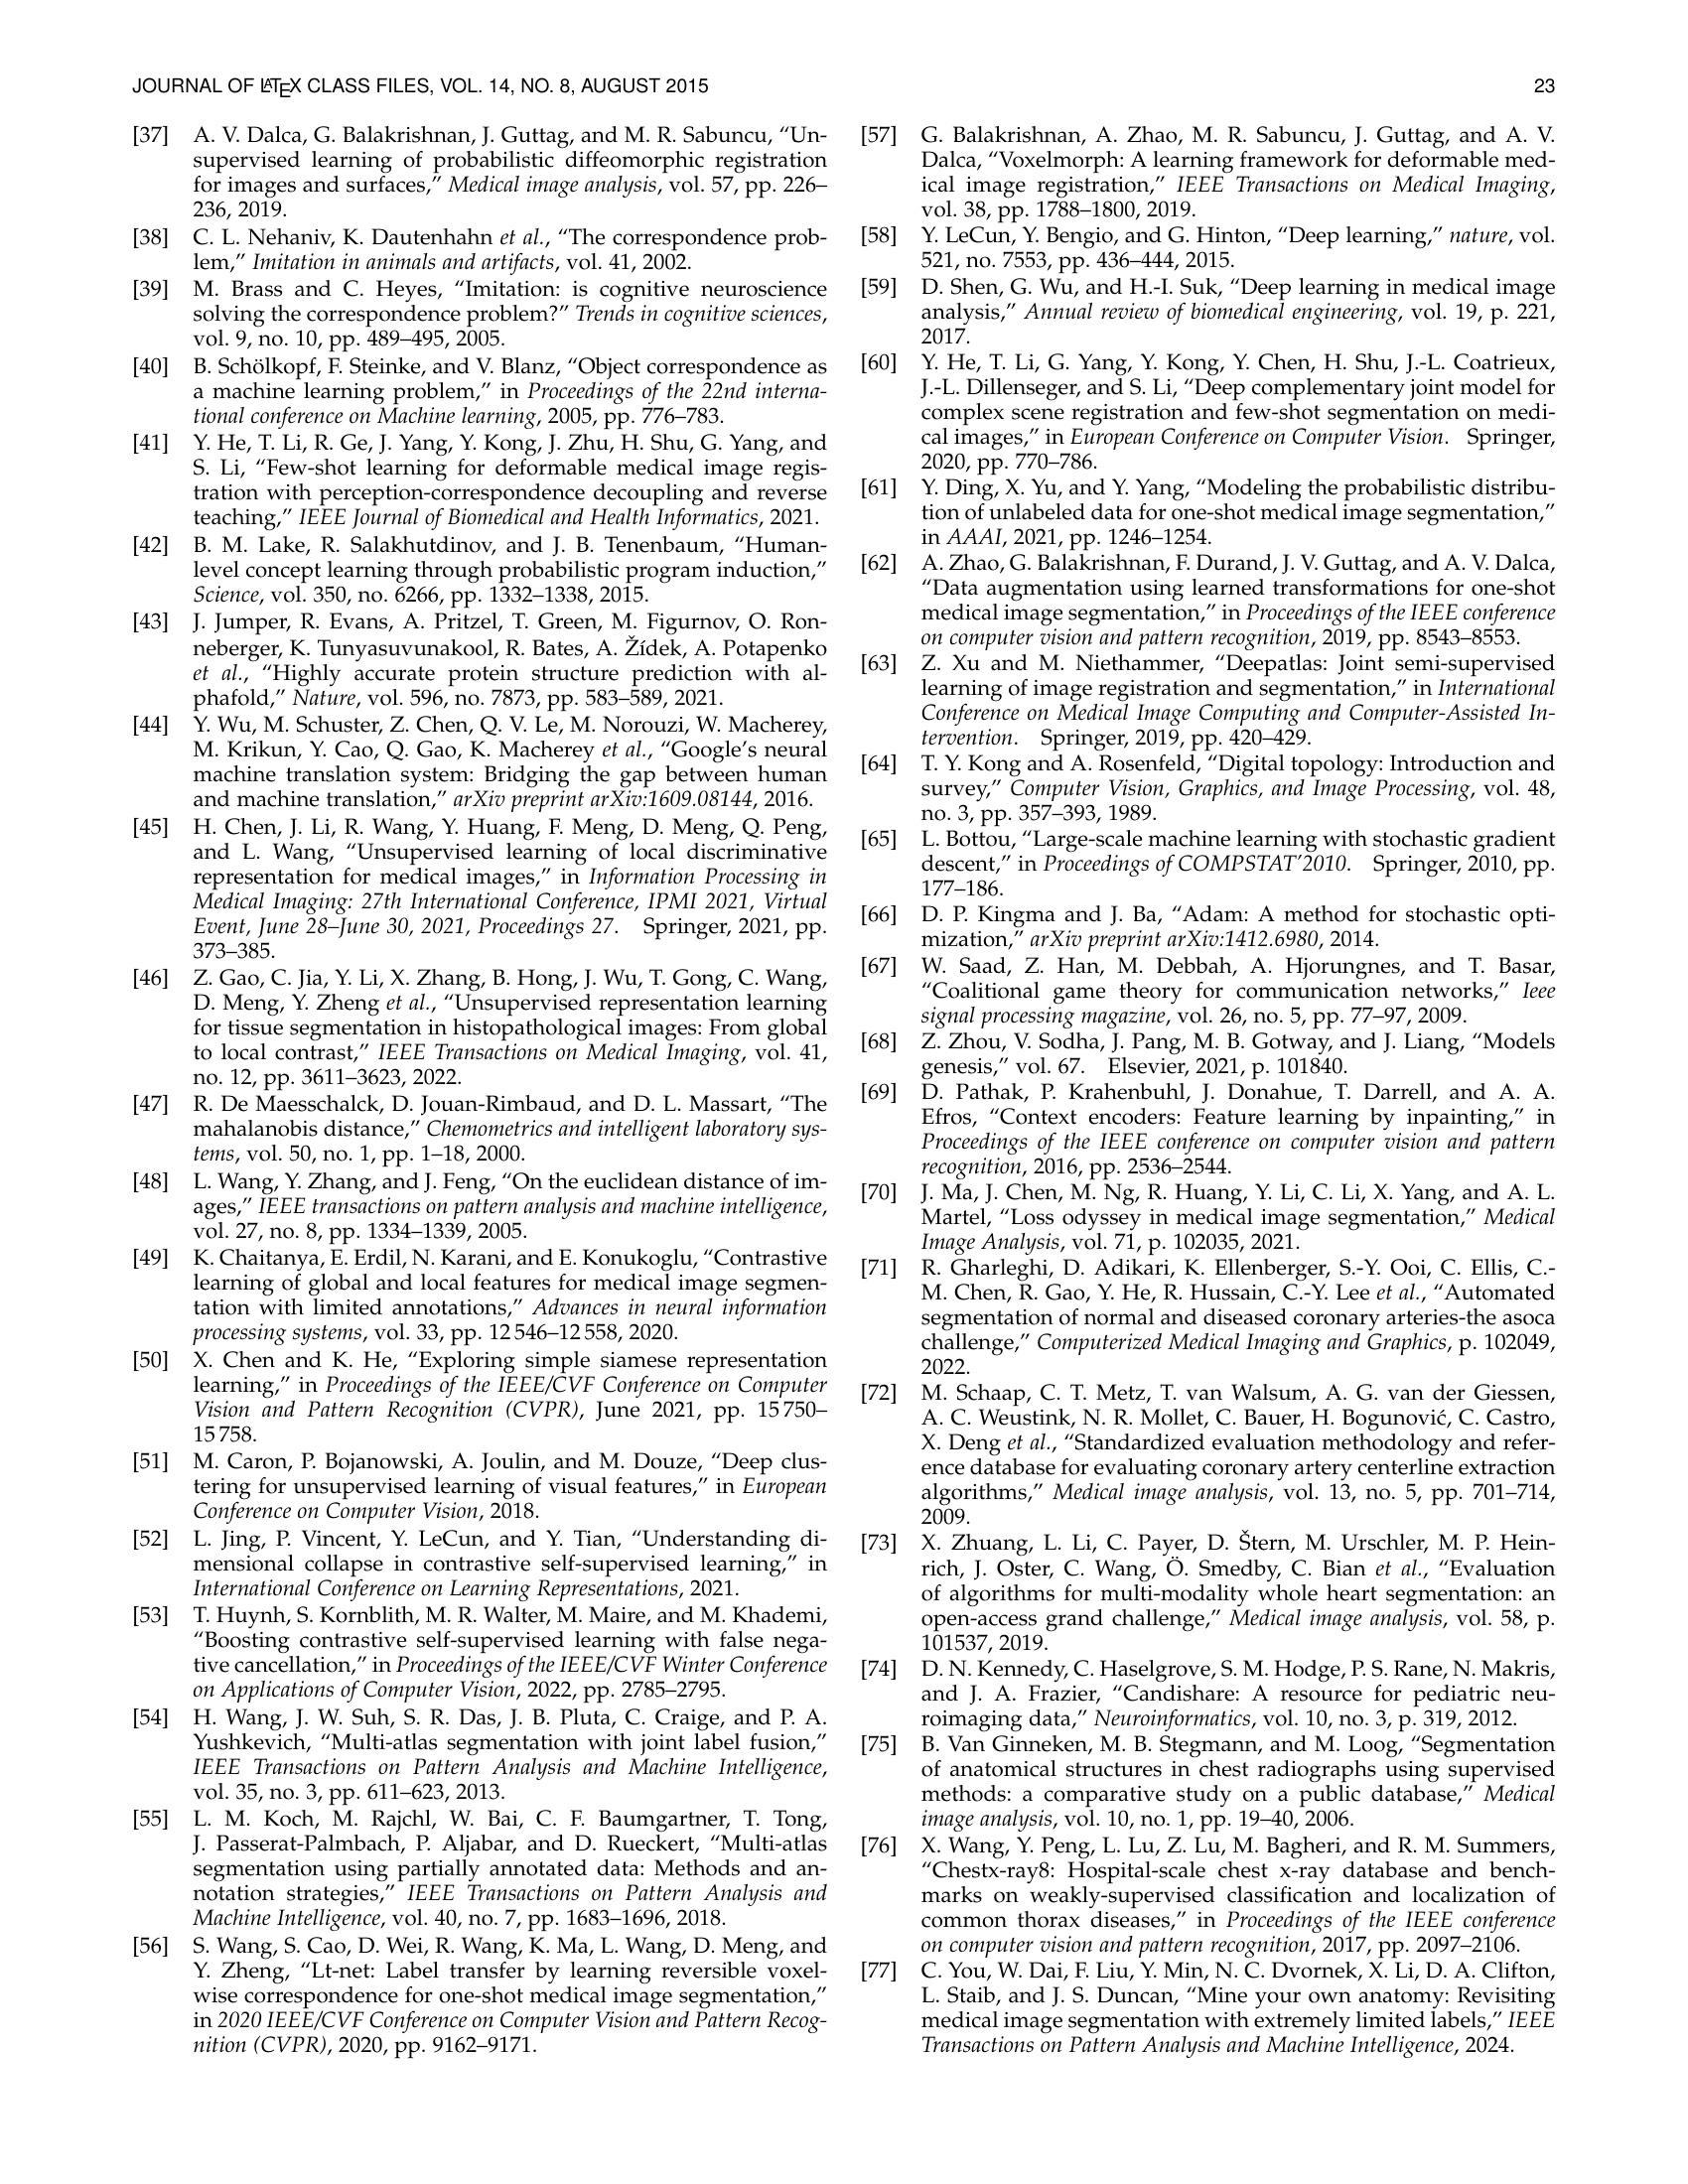 JOURNAL OF LATEX CLASS FILES, VOL. 14, NO. 8, AUGUST 2015
23
[37] A. V. Dalca, G. Balakrishnan, J. Guttag, and M. R. Sabuncu, “Un-
supervised learning of probabilistic diffeomorphic registration
for images and surfaces,” Medical image analysis, vol. 57, pp. 226–
236, 2019.
[38] C. L. Nehaniv, K. Dautenhahn et al., “The correspondence prob-
lem,” Imitation in animals and artifacts, vol. 41, 2002.
[39] M. Brass and C. Heyes, “Imitation: is cognitive neuroscience
solving the correspondence problem?” Trends in cognitive sciences,
vol. 9, no. 10, pp. 489–495, 2005.
[40] B. Schölkopf, F. Steinke, and V. Blanz, “Object correspondence as
a machine learning problem,” in Proceedings of the 22nd interna-
tional conference on Machine learning, 2005, pp. 776–783.
[41] Y. He, T. Li, R. Ge, J. Yang, Y. Kong, J. Zhu, H. Shu, G. Yang, and
S. Li, “Few-shot learning for deformable medical image regis-
tration with perception-correspondence decoupling and reverse
teaching,” IEEE Journal of Biomedical and Health Informatics, 2021.
[42] B. M. Lake, R. Salakhutdinov, and J. B. Tenenbaum, “Human-
level concept learning through probabilistic program induction,”
Science, vol. 350, no. 6266, pp. 1332–1338, 2015.
[43] J. Jumper, R. Evans, A. Pritzel, T. Green, M. Figurnov, O. Ron-
neberger, K. Tunyasuvunakool, R. Bates, A. Žídek, A. Potapenko
et al., “Highly accurate protein structure prediction with al-
phafold,” Nature, vol. 596, no. 7873, pp. 583–589, 2021.
[44] Y. Wu, M. Schuster, Z. Chen, Q. V. Le, M. Norouzi, W. Macherey,
M. Krikun, Y. Cao, Q. Gao, K. Macherey et al., “Google’s neural
machine translation system: Bridging the gap between human
and machine translation,” arXiv preprint arXiv:1609.08144, 2016.
[45] H. Chen, J. Li, R. Wang, Y. Huang, F. Meng, D. Meng, Q. Peng,
and L. Wang, “Unsupervised learning of local discriminative
representation for medical images,” in Information Processing in
Medical Imaging: 27th International Conference, IPMI 2021, Virtual
Event, June 28–June 30, 2021, Proceedings 27. Springer, 2021, pp.
373–385.
[46] Z. Gao, C. Jia, Y. Li, X. Zhang, B. Hong, J. Wu, T. Gong, C. Wang,
D. Meng, Y. Zheng et al., “Unsupervised representation learning
for tissue segmentation in histopathological images: From global
to local contrast,” IEEE Transactions on Medical Imaging, vol. 41,
no. 12, pp. 3611–3623, 2022.
[47] R. De Maesschalck, D. Jouan-Rimbaud, and D. L. Massart, “The
mahalanobis distance,” Chemometrics and intelligent laboratory sys-
tems, vol. 50, no. 1, pp. 1–18, 2000.
[48] L. Wang, Y. Zhang, and J. Feng, “On the euclidean distance of im-
ages,” IEEE transactions on pattern analysis and machine intelligence,
vol. 27, no. 8, pp. 1334–1339, 2005.
[49] K. Chaitanya, E. Erdil, N. Karani, and E. Konukoglu, “Contrastive
learning of global and local features for medical image segmen-
tation with limited annotations,” Advances in neural information
processing systems, vol. 33, pp. 12 546–12 558, 2020.
[50] X. Chen and K. He, “Exploring simple siamese representation
learning,” in Proceedings of the IEEE/CVF Conference on Computer
Vision and Pattern Recognition (CVPR), June 2021, pp. 15 750–
15 758.
[51] M. Caron, P. Bojanowski, A. Joulin, and M. Douze, “Deep clus-
tering for unsupervised learning of visual features,” in European
Conference on Computer Vision, 2018.
[52] L. Jing, P. Vincent, Y. LeCun, and Y. Tian, “Understanding di-
mensional collapse in contrastive self-supervised learning,” in
International Conference on Learning Representations, 2021.
[53] T. Huynh, S. Kornblith, M. R. Walter, M. Maire, and M. Khademi,
“Boosting contrastive self-supervised learning with false nega-
tive cancellation,” in Proceedings of the IEEE/CVF Winter Conference
on Applications of Computer Vision, 2022, pp. 2785–2795.
[54] H. Wang, J. W. Suh, S. R. Das, J. B. Pluta, C. Craige, and P. A.
Yushkevich, “Multi-atlas segmentation with joint label fusion,”
IEEE Transactions on Pattern Analysis and Machine Intelligence,
vol. 35, no. 3, pp. 611–623, 2013.
[55] L. M. Koch, M. Rajchl, W. Bai, C. F. Baumgartner, T. Tong,
J. Passerat-Palmbach, P. Aljabar, and D. Rueckert, “Multi-atlas
segmentation using partially annotated data: Methods and an-
notation strategies,” IEEE Transactions on Pattern Analysis and
Machine Intelligence, vol. 40, no. 7, pp. 1683–1696, 2018.
[56] S. Wang, S. Cao, D. Wei, R. Wang, K. Ma, L. Wang, D. Meng, and
Y. Zheng, “Lt-net: Label transfer by learning reversible voxel-
wise correspondence for one-shot medical image segmentation,”
in 2020 IEEE/CVF Conference on Computer Vision and Pattern Recog-
nition (CVPR), 2020, pp. 9162–9171.
[57] G. Balakrishnan, A. Zhao, M. R. Sabuncu, J. Guttag, and A. V.
Dalca, “Voxelmorph: A learning framework for deformable med-
ical image registration,” IEEE Transactions on Medical Imaging,
vol. 38, pp. 1788–1800, 2019.
[58] Y. LeCun, Y. Bengio, and G. Hinton, “Deep learning,” nature, vol.
521, no. 7553, pp. 436–444, 2015.
[59] D. Shen, G. Wu, and H.-I. Suk, “Deep learning in medical image
analysis,” Annual review of biomedical engineering, vol. 19, p. 221,
2017.
[60] Y. He, T. Li, G. Yang, Y. Kong, Y. Chen, H. Shu, J.-L. Coatrieux,
J.-L. Dillenseger, and S. Li, “Deep complementary joint model for
complex scene registration and few-shot segmentation on medi-
cal images,” in European Conference on Computer Vision. Springer,
2020, pp. 770–786.
[61] Y. Ding, X. Yu, and Y. Yang, “Modeling the probabilistic distribu-
tion of unlabeled data for one-shot medical image segmentation,”
in AAAI, 2021, pp. 1246–1254.
[62] A. Zhao, G. Balakrishnan, F. Durand, J. V. Guttag, and A. V. Dalca,
“Data augmentation using learned transformations for one-shot
medical image segmentation,” in Proceedings of the IEEE conference
on computer vision and pattern recognition, 2019, pp. 8543–8553.
[63] Z. Xu and M. Niethammer, “Deepatlas: Joint semi-supervised
learning of image registration and segmentation,” in International
Conference on Medical Image Computing and Computer-Assisted In-
tervention. Springer, 2019, pp. 420–429.
[64] T. Y. Kong and A. Rosenfeld, “Digital topology: Introduction and
survey,” Computer Vision, Graphics, and Image Processing, vol. 48,
no. 3, pp. 357–393, 1989.
[65] L. Bottou, “Large-scale machine learning with stochastic gradient
descent,” in Proceedings of COMPSTAT’2010. Springer, 2010, pp.
177–186.
[66] D. P. Kingma and J. Ba, “Adam: A method for stochastic opti-
mization,” arXiv preprint arXiv:1412.6980, 2014.
[67] W. Saad, Z. Han, M. Debbah, A. Hjorungnes, and T. Basar,
“Coalitional game theory for communication networks,” Ieee
signal processing magazine, vol. 26, no. 5, pp. 77–97, 2009.
[68] Z. Zhou, V. Sodha, J. Pang, M. B. Gotway, and J. Liang, “Models
genesis,” vol. 67. Elsevier, 2021, p. 101840.
[69] D. Pathak, P. Krahenbuhl, J. Donahue, T. Darrell, and A. A.
Efros, “Context encoders: Feature learning by inpainting,” in
Proceedings of the IEEE conference on computer vision and pattern
recognition, 2016, pp. 2536–2544.
[70] J. Ma, J. Chen, M. Ng, R. Huang, Y. Li, C. Li, X. Yang, and A. L.
Martel, “Loss odyssey in medical image segmentation,” Medical
Image Analysis, vol. 71, p. 102035, 2021.
[71] R. Gharleghi, D. Adikari, K. Ellenberger, S.-Y. Ooi, C. Ellis, C.-
M. Chen, R. Gao, Y. He, R. Hussain, C.-Y. Lee et al., “Automated
segmentation of normal and diseased coronary arteries-the asoca
challenge,” Computerized Medical Imaging and Graphics, p. 102049,
2022.
[72] M. Schaap, C. T. Metz, T. van Walsum, A. G. van der Giessen,
A. C. Weustink, N. R. Mollet, C. Bauer, H. Bogunović, C. Castro,
X. Deng et al., “Standardized evaluation methodology and refer-
ence database for evaluating coronary artery centerline extraction
algorithms,” Medical image analysis, vol. 13, no. 5, pp. 701–714,
2009.
[73] X. Zhuang, L. Li, C. Payer, D. Štern, M. Urschler, M. P. Hein-
rich, J. Oster, C. Wang, Ö. Smedby, C. Bian et al., “Evaluation
of algorithms for multi-modality whole heart segmentation: an
open-access grand challenge,” Medical image analysis, vol. 58, p.
101537, 2019.
[74] D. N. Kennedy, C. Haselgrove, S. M. Hodge, P. S. Rane, N. Makris,
and J. A. Frazier, “Candishare: A resource for pediatric neu-
roimaging data,” Neuroinformatics, vol. 10, no. 3, p. 319, 2012.
[75] B. Van Ginneken, M. B. Stegmann, and M. Loog, “Segmentation
of anatomical structures in chest radiographs using supervised
methods: a comparative study on a public database,” Medical
image analysis, vol. 10, no. 1, pp. 19–40, 2006.
[76] X. Wang, Y. Peng, L. Lu, Z. Lu, M. Bagheri, and R. M. Summers,
“Chestx-ray8: Hospital-scale chest x-ray database and bench-
marks on weakly-supervised classification and localization of
common thorax diseases,” in Proceedings of the IEEE conference
on computer vision and pattern recognition, 2017, pp. 2097–2106.
[77] C. You, W. Dai, F. Liu, Y. Min, N. C. Dvornek, X. Li, D. A. Clifton,
L. Staib, and J. S. Duncan, “Mine your own anatomy: Revisiting
medical image segmentation with extremely limited labels,” IEEE
Transactions on Pattern Analysis and Machine Intelligence, 2024.